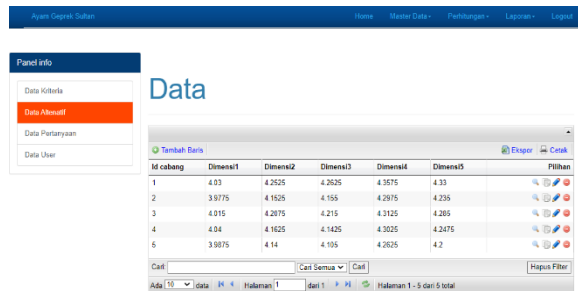 Ayam Geprek Sultan Home Master Data Perhitungan Laporan Logout
Panel info
Data Kriteria
Data Alternatif
Data Pertanyaan
Data User
Data
Tambah Baris Ekspor Cetak
Id cabang Dimensi1 Dimensi2 Dimensi3 Dimensi4 Dimensi5 Pilihan
1 4.03 4.2525 4.2625 4.3575 4.33
2 3.9775 4.1525 4.155 4.2975 4.235
3 4.015 4.2075 4.215 4.3125 4.285
4 4.04 4.1625 4.1425 4.3025 4.2475
5 3.9875 4.14 4.105 4.2625 4.2
Cari: Cari Semua Cari Hapus Filter
Ada 10 data Halaman 1 dari 1 Halaman 1 - 5 dari 5 total